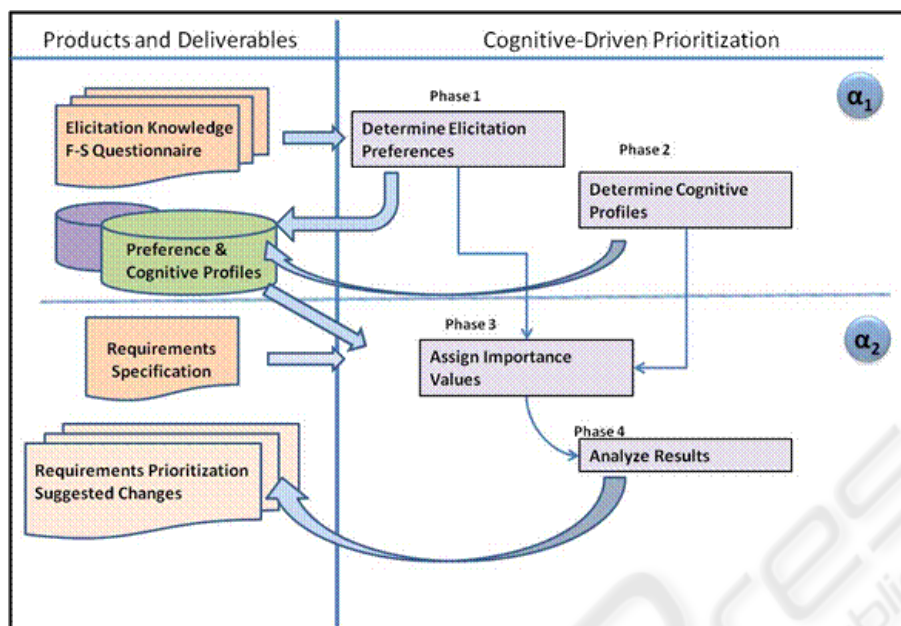 Products and Deliverables
Cognitive-Driven Prioritization
α1
Phase 1
Elicitation Knowledge
F-S Questionnaire
Determine Elicitation
Preferences
Phase 2
Determine Cognitive
Profiles
Preference &
Cognitive Profiles
α2
Phase 3
Requirements
Specification
Assign Importance
Values
Phase 4
Analyze Results
Requirements Prioritization
Suggested Changes